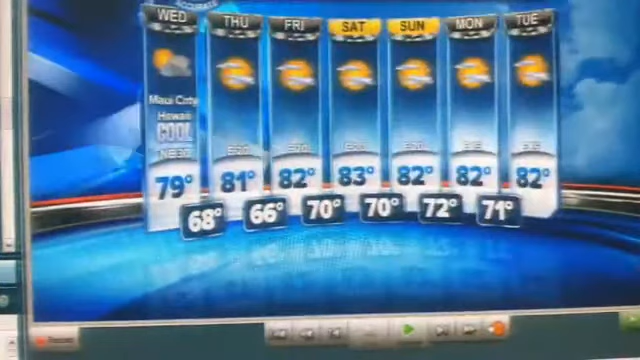 ACCURATE
WED THU FRI SAT SUN MON TUE
Maui City
Hawaii
COOL
79° 81° 82° 83° 82° 82° 82°
68° 66° 70° 70° 72° 71°